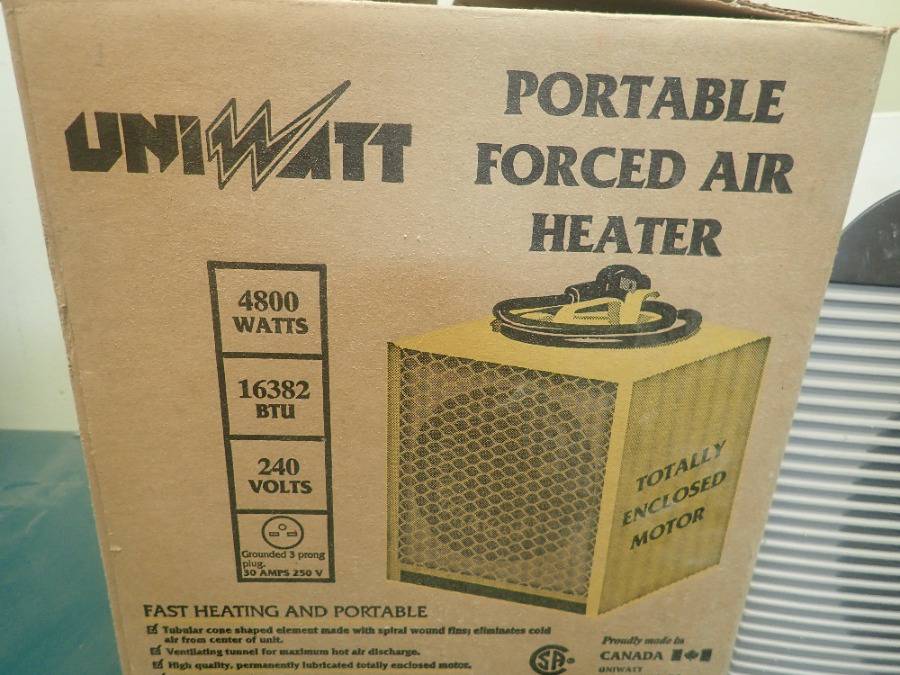 UNIWATT
PORTABLE
FORCED AIR
HEATER
4800
WATTS
16382
BTU
240
VOLTS
Grounded 3 prong
plug.
30 AMPS 250 V
TOTALLY
ENCLOSED
MOTOR
FAST HEATING AND PORTABLE
Tubular cone shaped element made with spiral wound fins; eliminates cold
air from center of unit.
Ventilating tunnel for maximum hot air discharge.
High quality, permanently lubricated totally enclosed motor.
CSA
Proudly made in
CANADA
UNIWATT